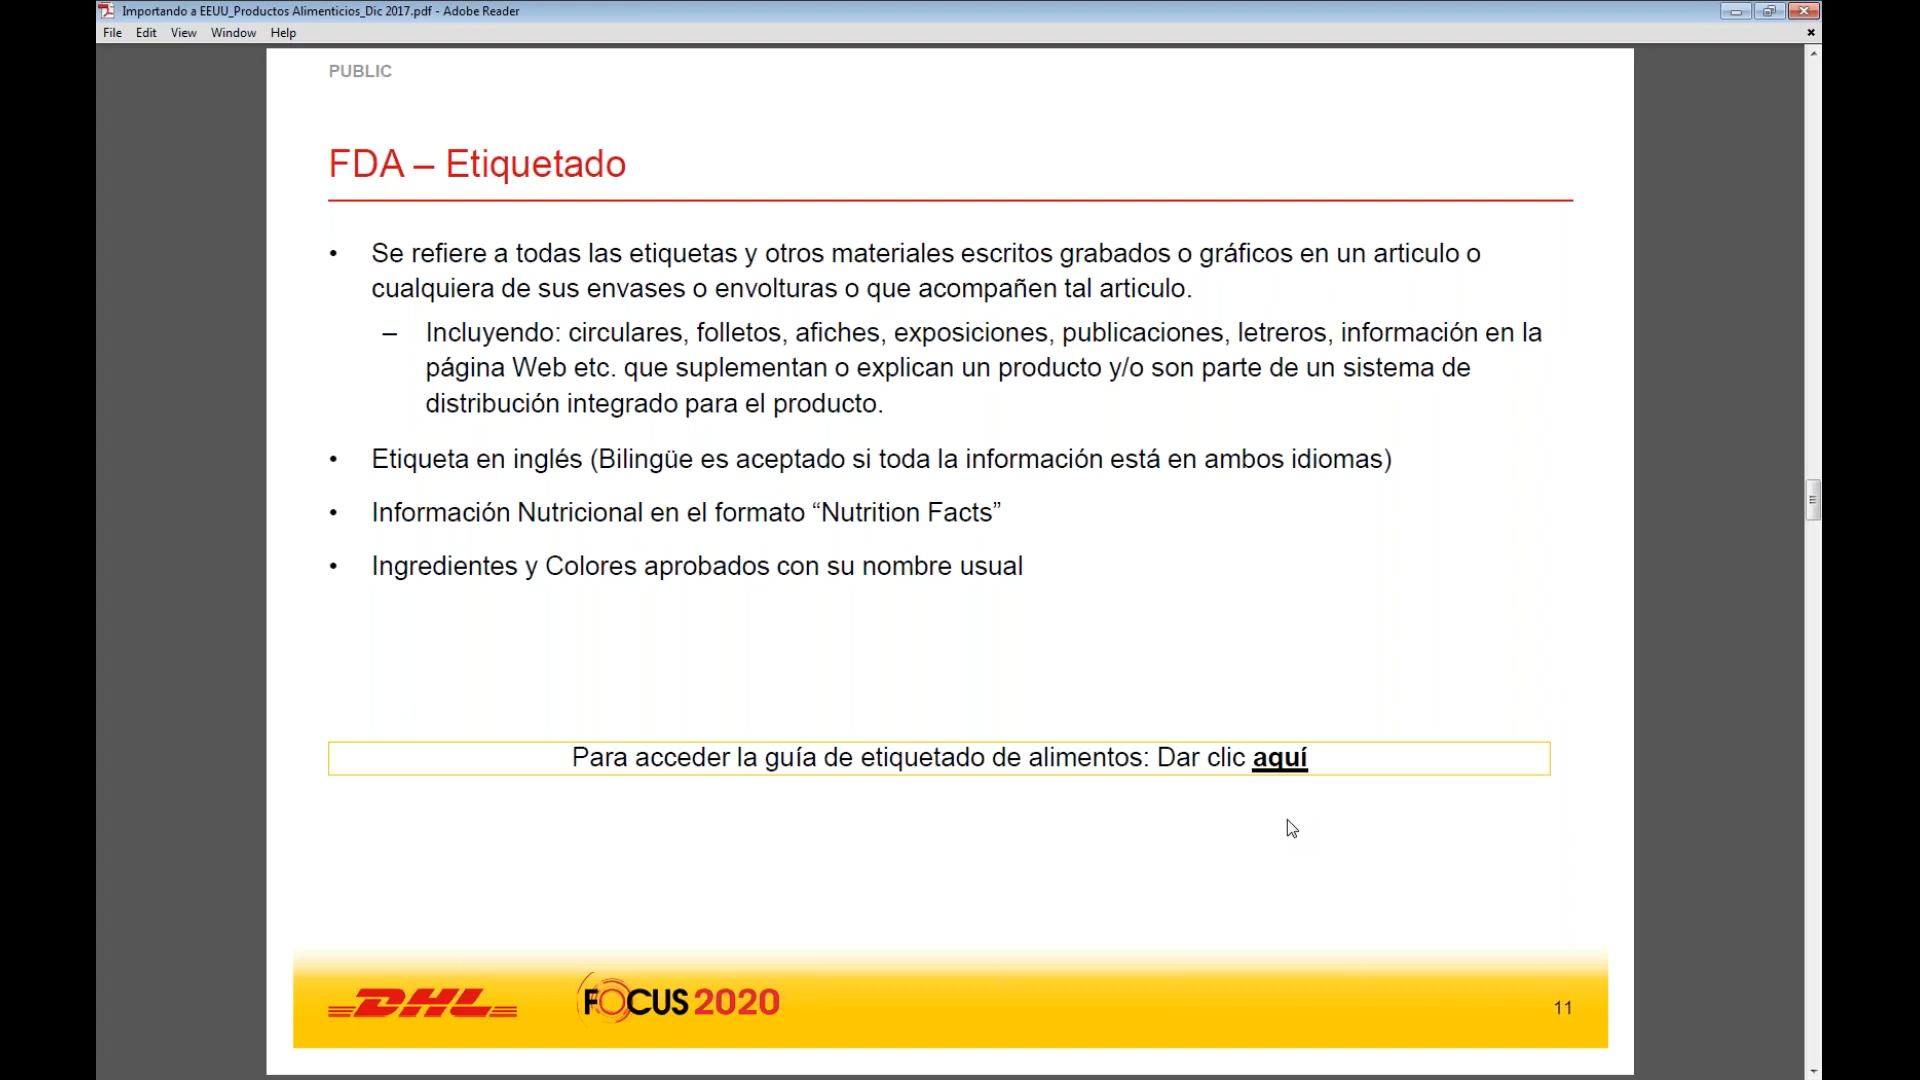 Importando a EEUU_Productos Alimenticios_Dic 2017.pdf - Adobe Reader
File Edit View Window Help
PUBLIC
FDA – Etiquetado
• Se refiere a todas las etiquetas y otros materiales escritos grabados o gráficos en un articulo o
cualquiera de sus envases o envolturas o que acompañen tal articulo.
– Incluyendo: circulares, folletos, afiches, exposiciones, publicaciones, letreros, información en la
página Web etc. que suplementan o explican un producto y/o son parte de un sistema de
distribución integrado para el producto.
• Etiqueta en inglés (Bilingüe es aceptado si toda la información está en ambos idiomas)
• Información Nutricional en el formato “Nutrition Facts”
• Ingredientes y Colores aprobados con su nombre usual
Para acceder la guía de etiquetado de alimentos: Dar clic aquí
DHL FOCUS 2020
11